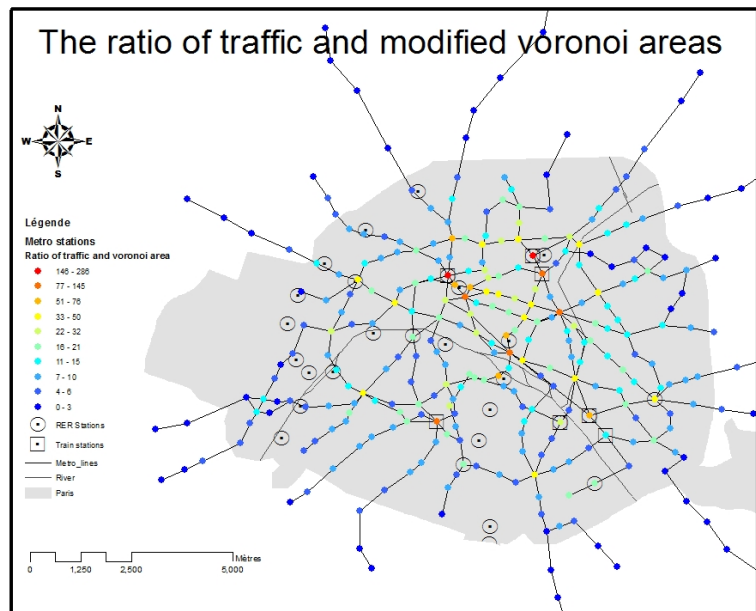 The ratio of traffic and modified voronoi areas
N
W E
S
Légende
Metro stations
Ratio of traffic and voronoi area
146 - 286
77 - 145
51 - 76
33 - 50
22 - 32
16 - 21
11 - 15
7 - 10
4 - 6
0 - 3
RER Stations
Train stations
Metro_lines
River
Paris
Mètres
0 1,250 2,500 5,000